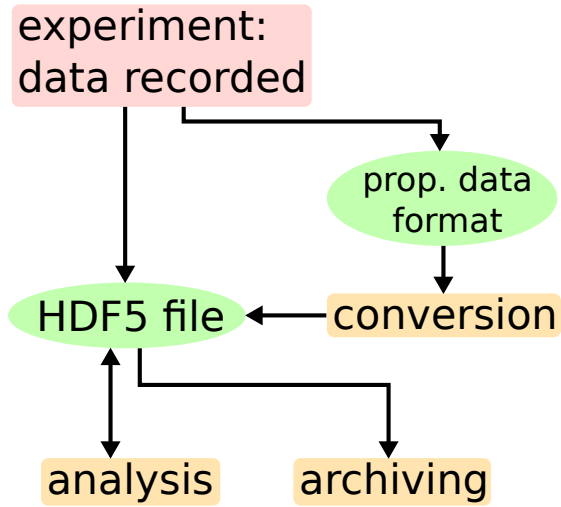 experiment:
data recorded
prop. data
format
HDF5 file
conversion
analysis
archiving